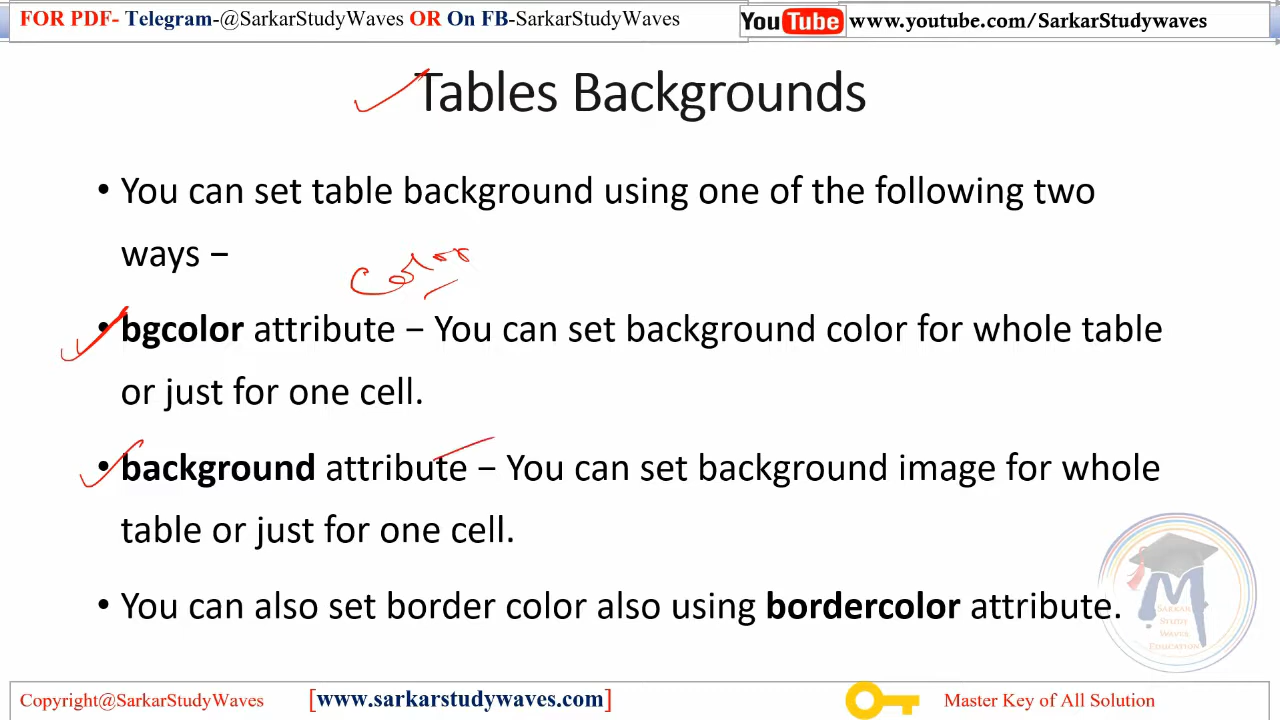 FOR PDF- Telegram-@SarkarStudyWaves OR On FB-SarkarStudyWaves
YouTube www.youtube.com/SarkarStudywaves
Tables Backgrounds
• You can set table background using one of the following two
ways −
Color
• bgcolor attribute − You can set background color for whole table
or just for one cell.
• background attribute − You can set background image for whole
table or just for one cell.
• You can also set border color also using bordercolor attribute.
SARKAR
STUDY
WAVES
EDUCATION
Copyright@SarkarStudyWaves
[www.sarkarstudywaves.com]
Master Key of All Solution